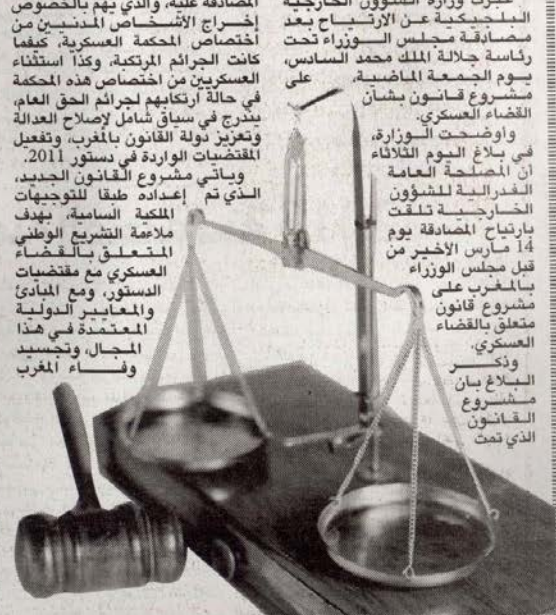 عبرت وزارة الشؤون الخارجية
البلجيكية عن الارتياح بعد
مصادقة مجلس الوزراء تحت
رئاسة جلالة الملك محمد السادس،
يوم الجمعة الماضية، على
مشروع قانون بشأن
القضاء العسكري.
واوضحت الوزارة،
في بلاغ اليوم الثلاثاء
أن المصلحة العامة
الفدرالية للشؤون
الخارجية تلقت
بارتياح المصادقة يوم
14 مارس الأخير من
قبل مجلس الوزراء
بالمغرب على
مشروع قانون
متعلق بالقضاء
العسكري.
وذكر
البلاغ بأن
مشروع
القانون
الذي تمت
المصادقة عليه، والذي يهم بالخصوص
إخراج الأشخاص المدنيين من
اختصاص المحكمة العسكرية، كيفما
كانت الجرائم المرتكبة، وكذا استثناء
العسكريين من اختصاص هذه المحكمة
في حالة ارتكابهم لجرائم الحق العام،
يندرج في سياق شامل لإصلاح العدالة
وتعزيز دولة القانون بالمغرب، وتفعيل
المقتضيات الواردة في دستور 2011.
ويأتي مشروع القانون الجديد،
الذي تم إعداده طبقا للتوجيهات
الملكية السامية، بهدف
ملاءمة التشريع الوطني
المتعلق بالقضاء
العسكري مع مقتضيات
الدستور، ومع المبادئ
والمعايير الدولية
المعتمدة في هذا
المجال، وتجسيد
وفاء المغرب